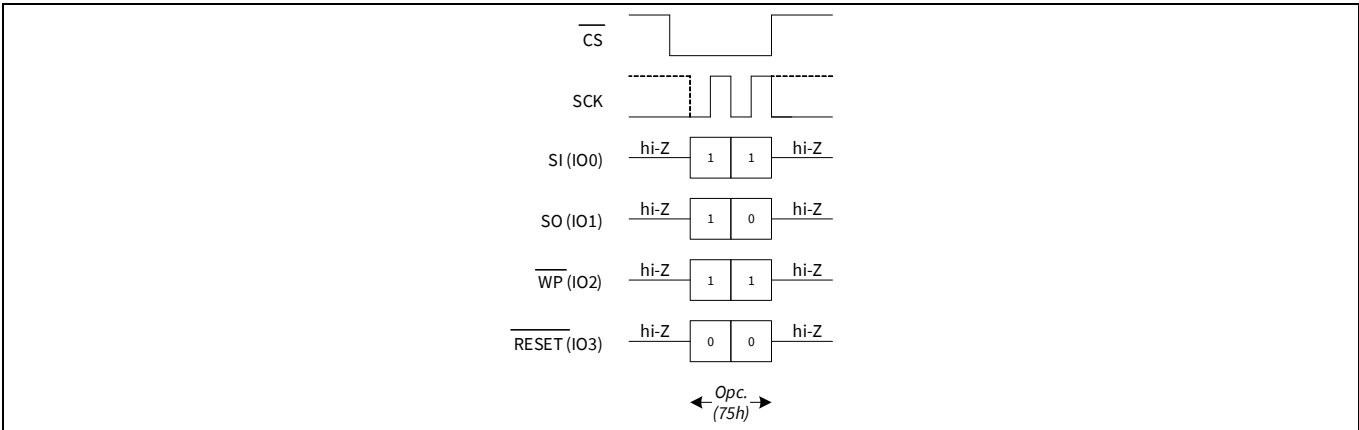 CS
SCK
SI (IO0) hi-Z 1 1 hi-Z
SO (IO1) hi-Z 1 0 hi-Z
WP (IO2) hi-Z 1 1 hi-Z
RESET (IO3) hi-Z 0 0 hi-Z
Opc.
(75h)